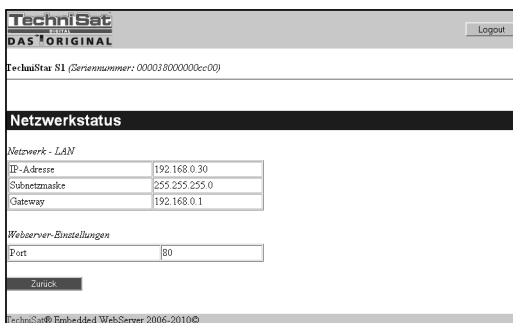 TechniSat
DIGITAL
DAS ORIGINAL
Logout
TechniStar S1 (Seriennummer: 000038000000cc00)
Netzwerkstatus
Netzwerk - LAN
IP-Adresse 192.168.0.30
Subnetzmaske 255.255.255.0
Gateway 192.168.0.1
Webserver-Einstellungen
Port 80
Zurück
TechniSat® Embedded WebServer 2006-2010©